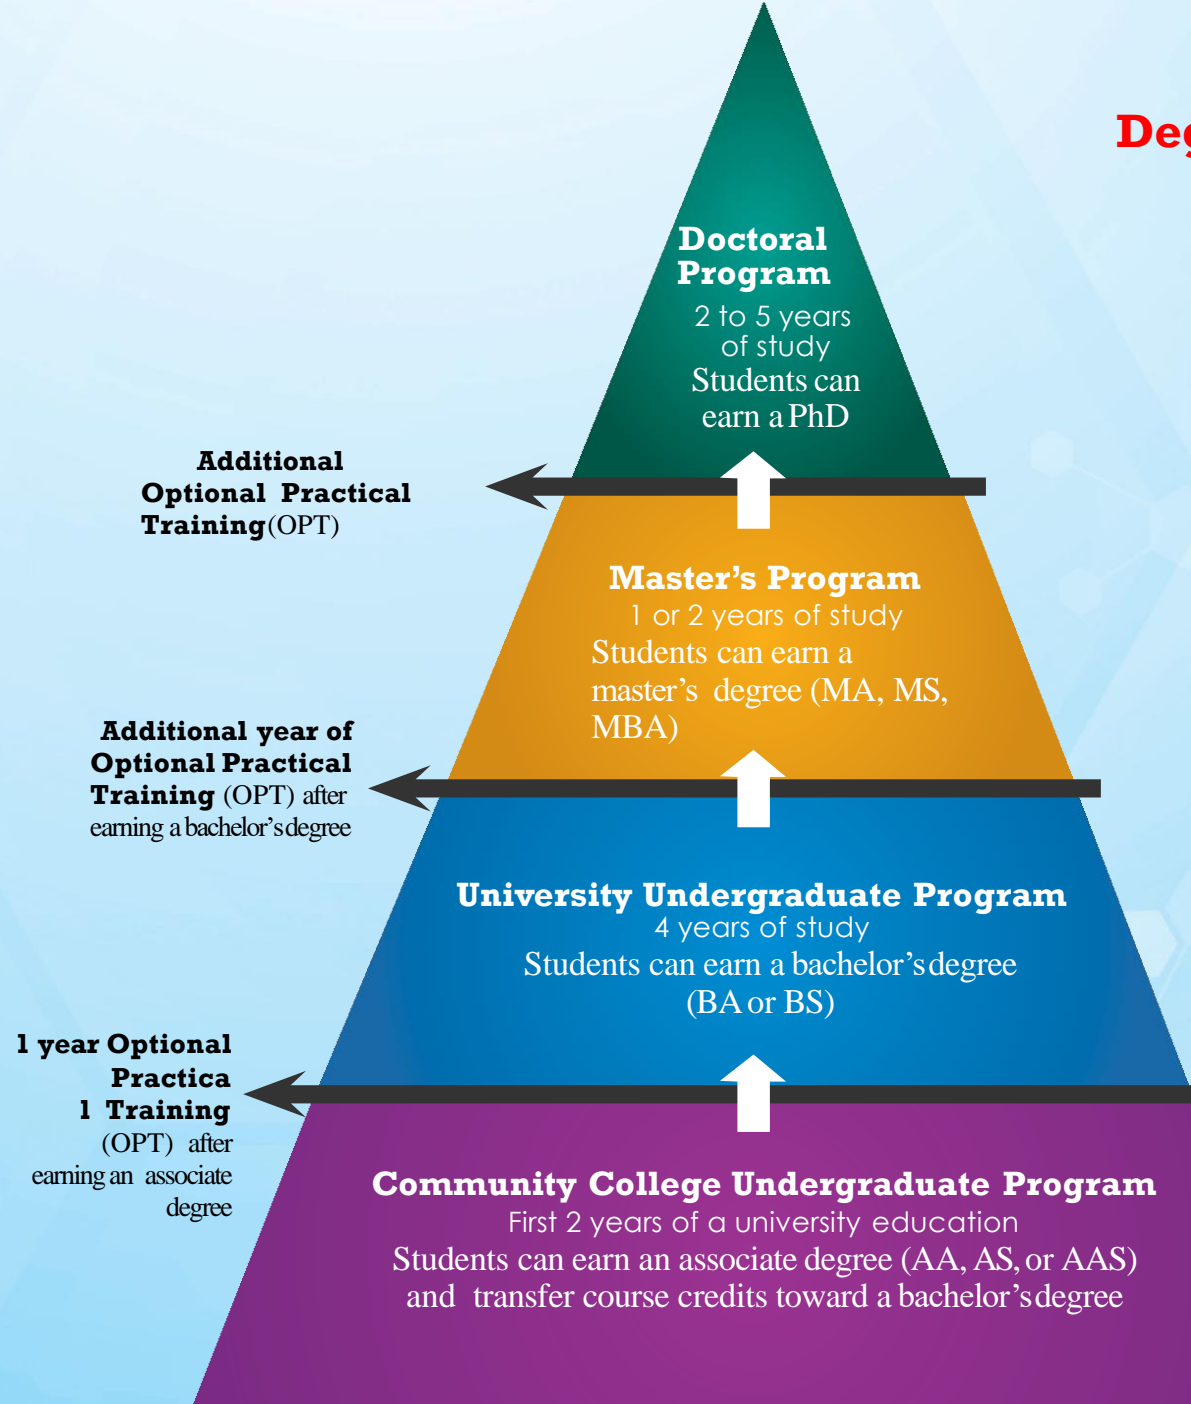 Deg
Doctoral
Program
2 to 5 years
of study
Students can
earn a PhD
Additional
Optional Practical
Training (OPT)
Master's Program
1 or 2 years of study
Students can earn a
master's degree (MA, MS,
MBA)
Additional year of
Optional Practical
Training (OPT) after
earning a bachelor's degree
University Undergraduate Program
4 years of study
Students can earn a bachelor's degree
(BA or BS)
1 year Optional
Practica
l Training
(OPT) after
earning an associate
degree
Community College Undergraduate Program
First 2 years of a university education
Students can earn an associate degree (AA, AS, or AAS)
and transfer course credits toward a bachelor's degree